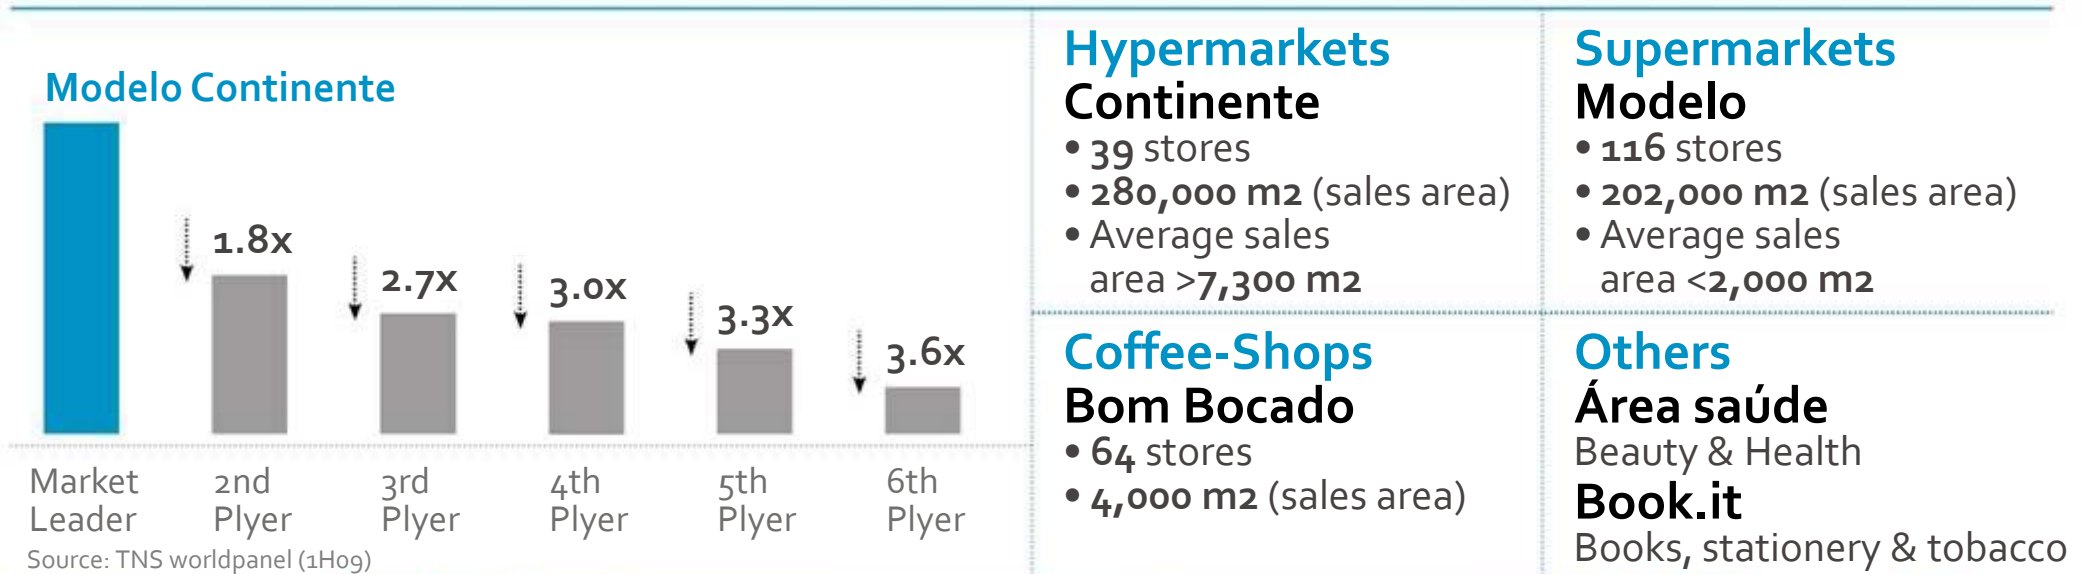 Modelo Continente
1.8x
2.7x
3.0x
3.3x
3.6x
Market Leader
2nd Plyer
3rd Plyer
4th Plyer
5th Plyer
6th Plyer
Source: TNS worldpanel (1H09)
Hypermarkets
Continente
• 39 stores
• 280,000 m2 (sales area)
• Average sales
area >7,300 m2
Supermarkets
Modelo
• 116 stores
• 202,000 m2 (sales area)
• Average sales
area <2,000 m2
Coffee-Shops
Bom Bocado
• 64 stores
• 4,000 m2 (sales area)
Others
Área saúde
Beauty & Health
Book.it
Books, stationery & tobacco